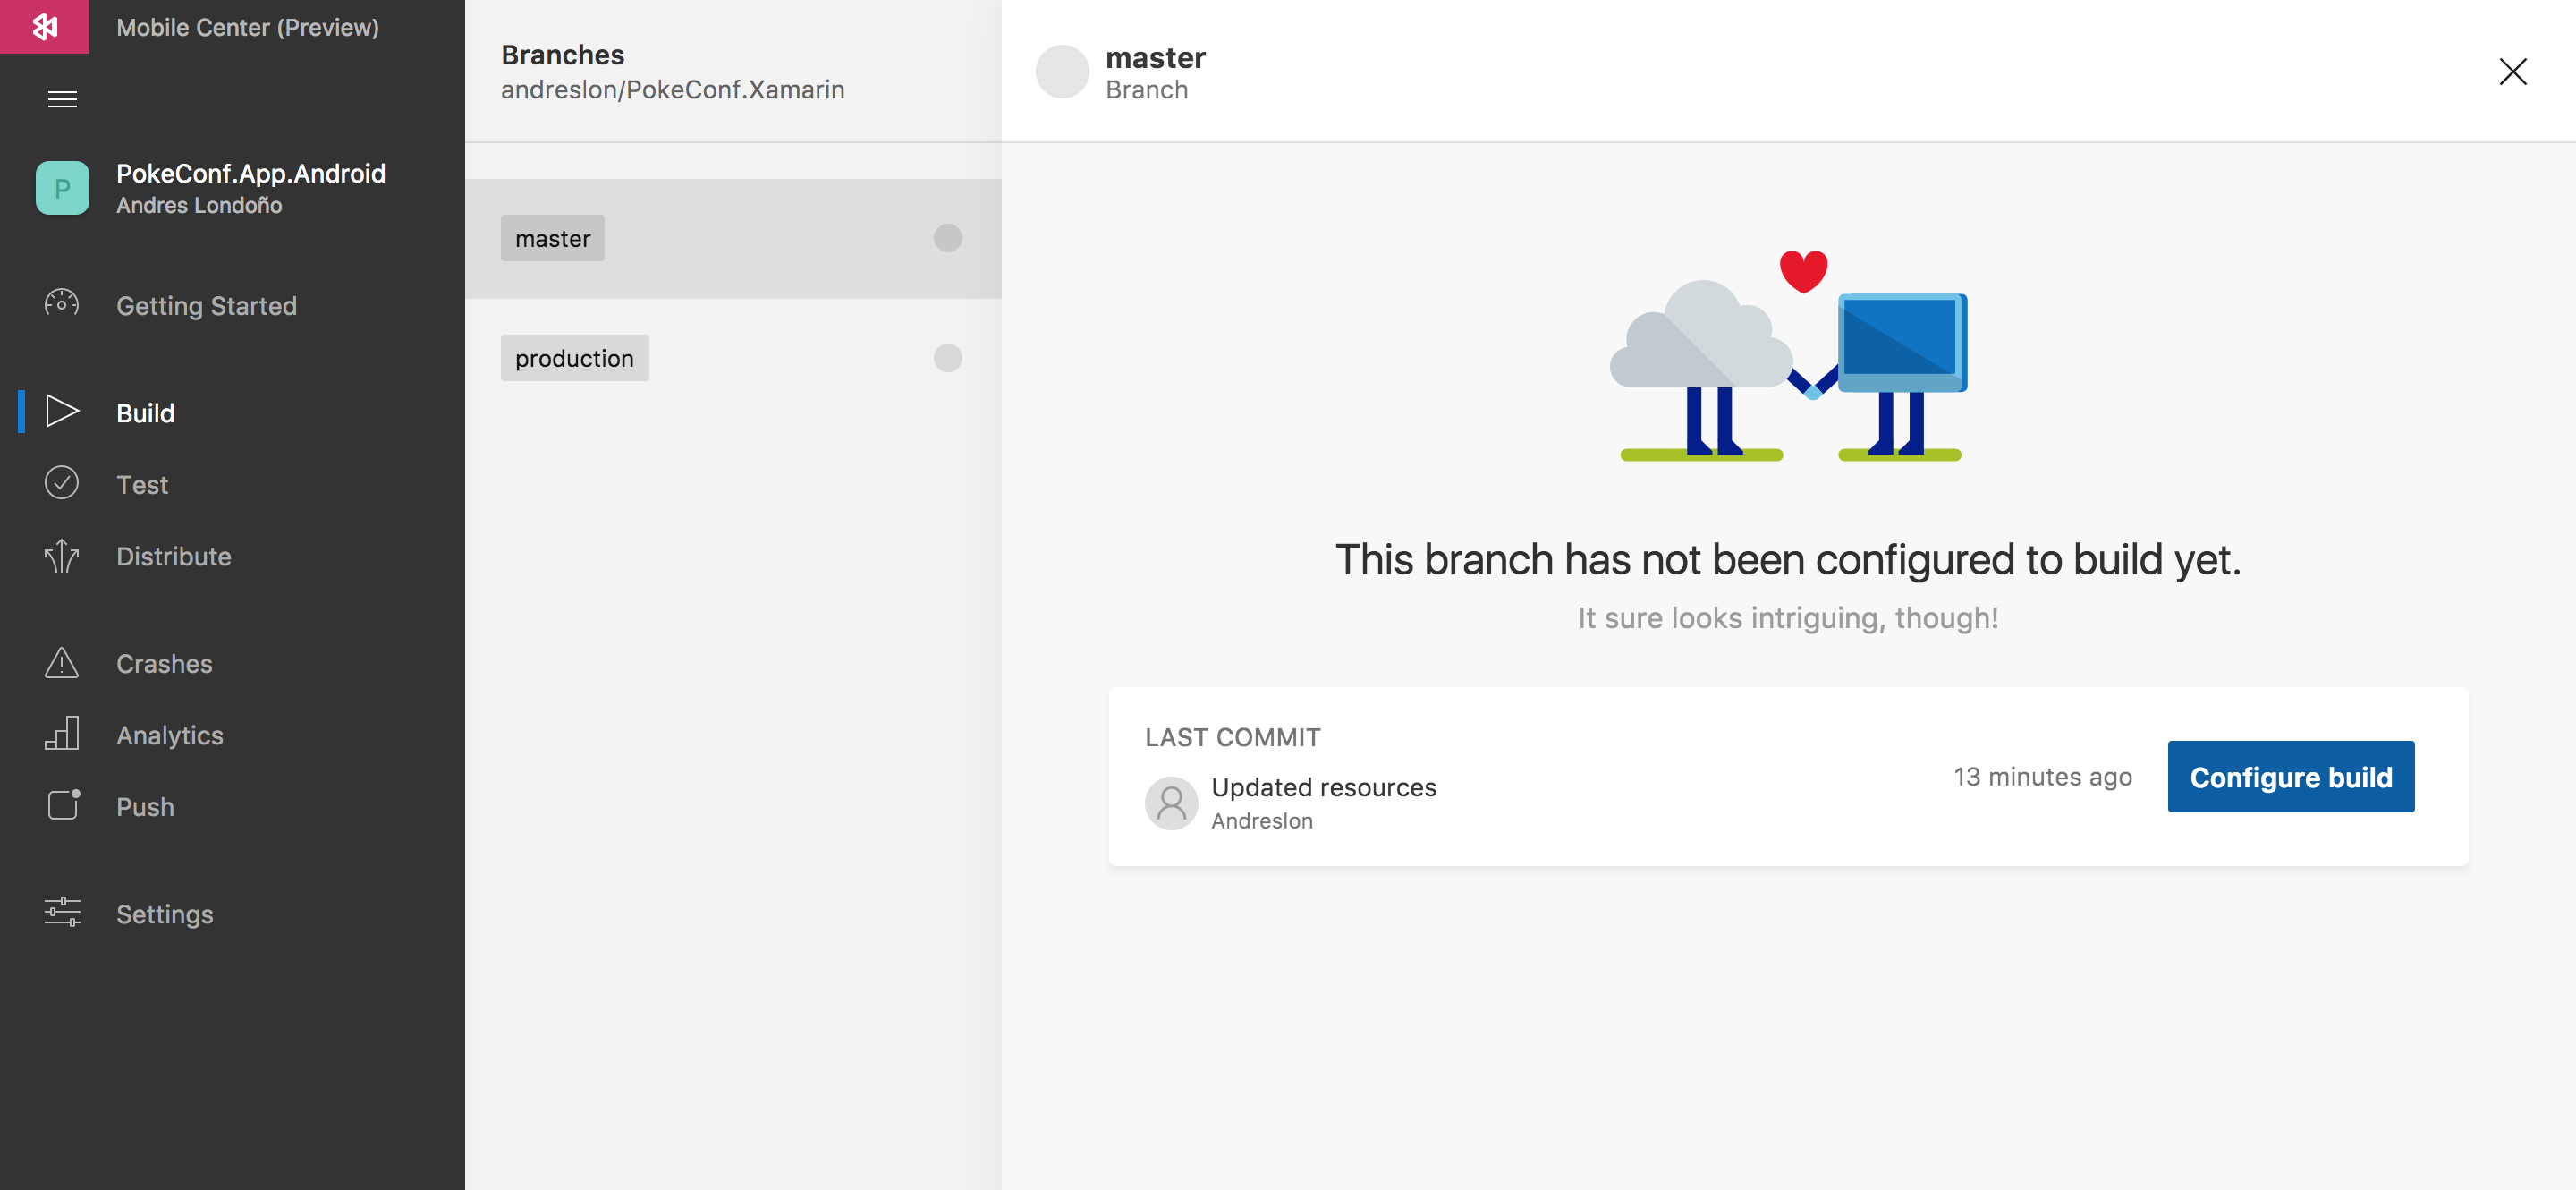 Mobile Center (Preview)
P
PokeConf.App.Android
Andres Londoño
Getting Started
Build
Test
Distribute
Crashes
Analytics
Push
Settings
Branches
andreslon/PokeConf.Xamarin
master
production
master
Branch
This branch has not been configured to build yet.
It sure looks intriguing, though!
LAST COMMIT
Updated resources
Andreslon
13 minutes ago
Configure build